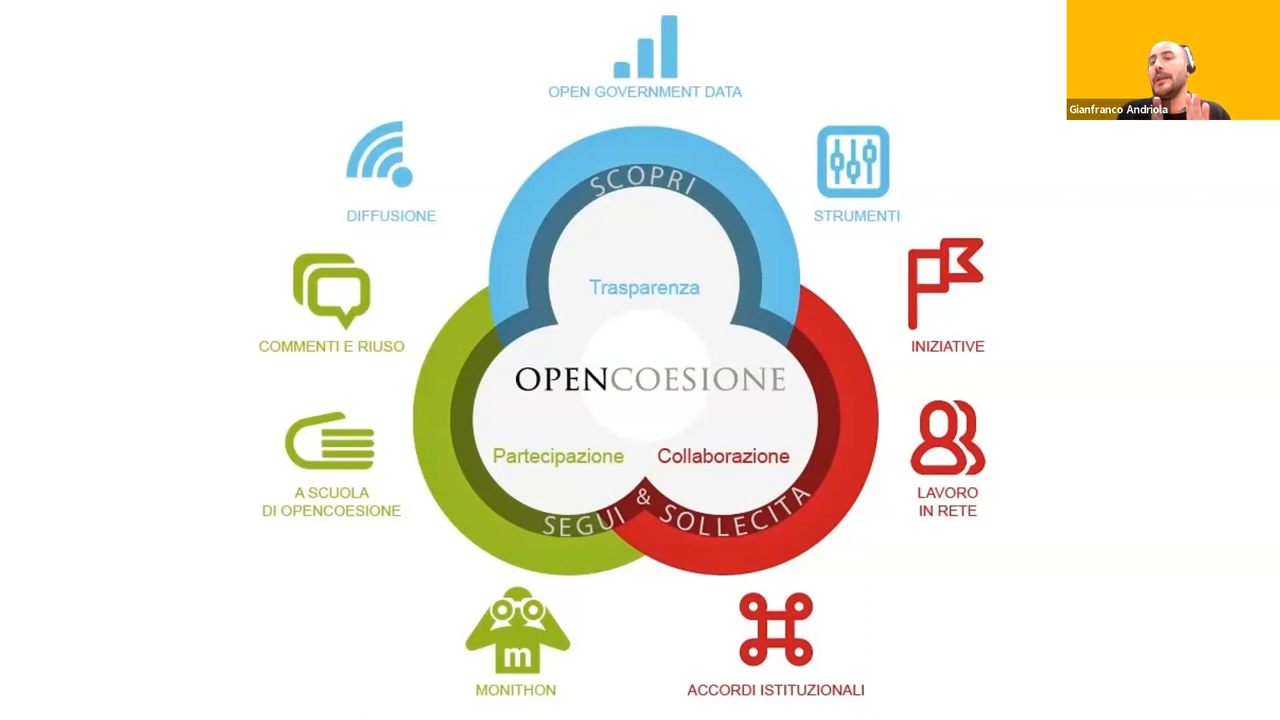 OPEN GOVERNMENT DATA
Gianfranco Andriola
DIFFUSIONE
SCOPRI
STRUMENTI
Trasparenza
COMMENTI E RIUSO
INIZIATIVE
OPENCOESIONE
Partecipazione
Collaborazione
A SCUOLA
DI OPENCOESIONE
SEGUI & SOLLECITA
LAVORO
IN RETE
m
MONITHON
ACCORDI ISTITUZIONALI